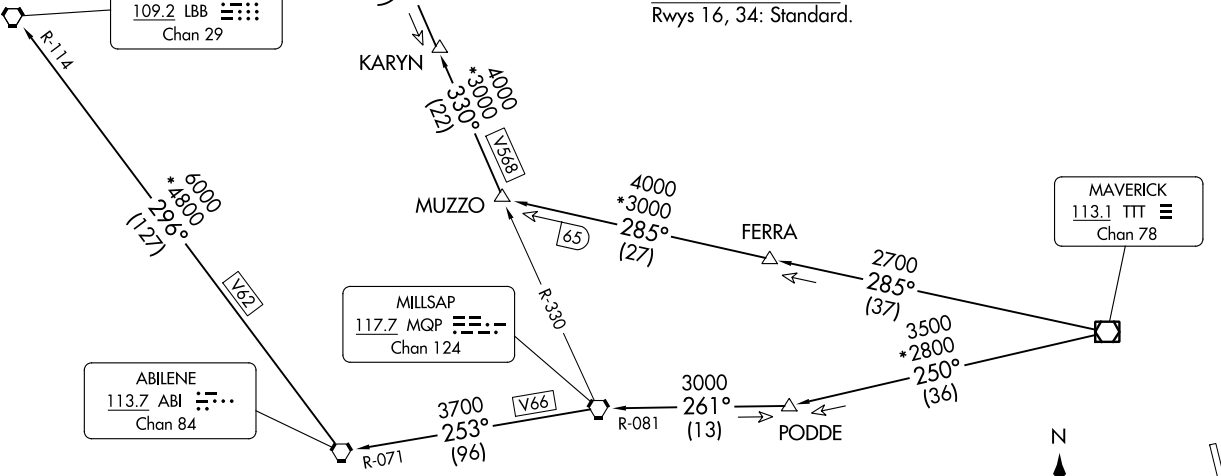 109.2 LBB
Chan 29
Rwys 16, 34: Standard.
R-114
KARYN
4000
*3000
330°
(22)
V568
6000
*4800
296°
(127)
V62
MUZZO
65
4000
*3000
285°
(27)
FERRA
2700
285°
(37)
MAVERICK
113.1 TTT
Chan 78
R-330
MILLSAP
117.7 MQP
Chan 124
3500
*2800
250°
(36)
ABILENE
113.7 ABI
Chan 84
3700
253°
(96)
V66
R-071
R-081
3000
261°
(13)
PODDE
N